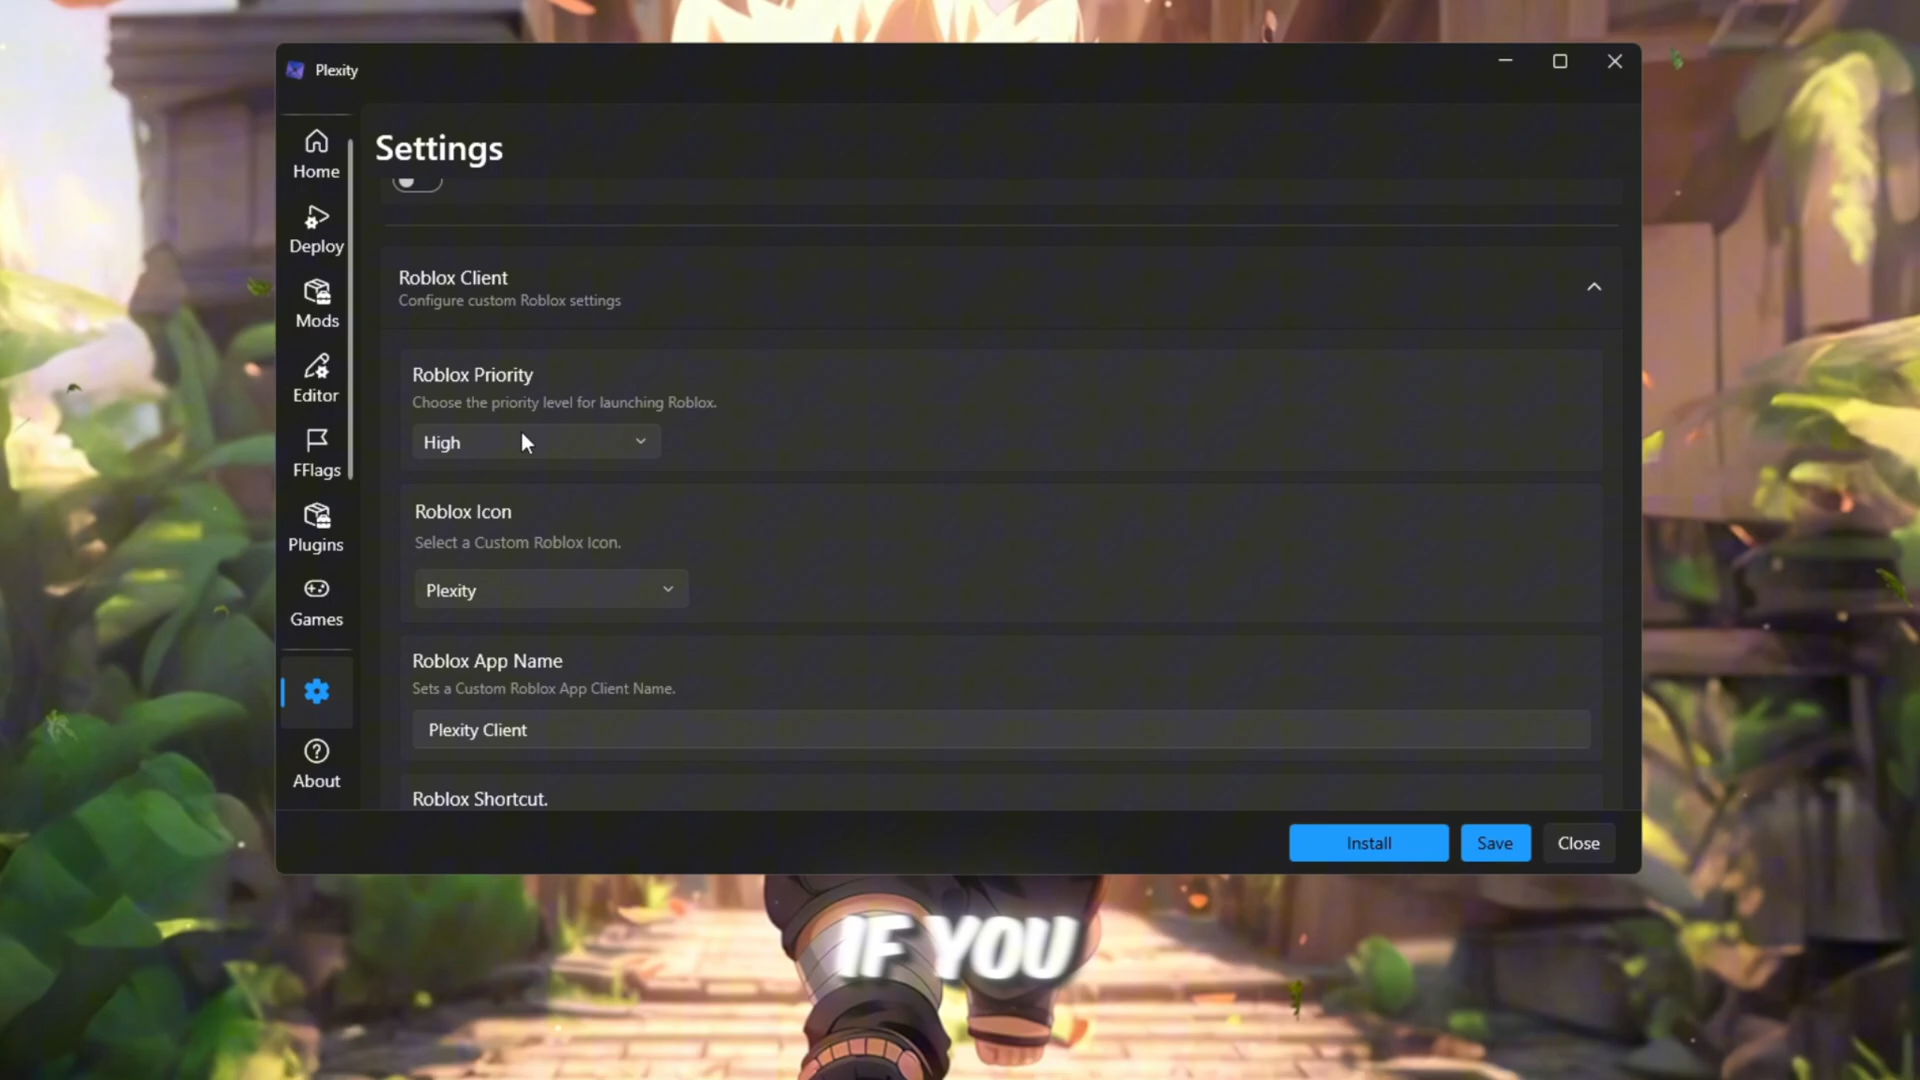 Plexity
Home
Deploy
Mods
Editor
FFlags
Plugins
Games
About
Settings
Roblox Client
Configure custom Roblox settings
Roblox Priority
Choose the priority level for launching Roblox.
High
Roblox Icon
Select a Custom Roblox Icon.
Plexity
Roblox App Name
Sets a Custom Roblox App Client Name.
Plexity Client
Roblox Shortcut.
Install
Save
Close
IF YOU